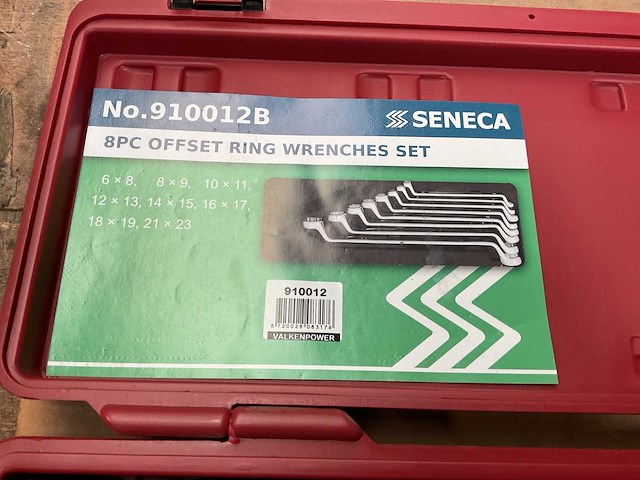 No.910012B
SENECA
8PC OFFSET RING WRENCHES SET
6 × 8, 8 × 9, 10 × 11,
12 × 13, 14 × 15, 16 × 17,
18 × 19, 21 × 23
910012
8720028083176
VALKENPOWER